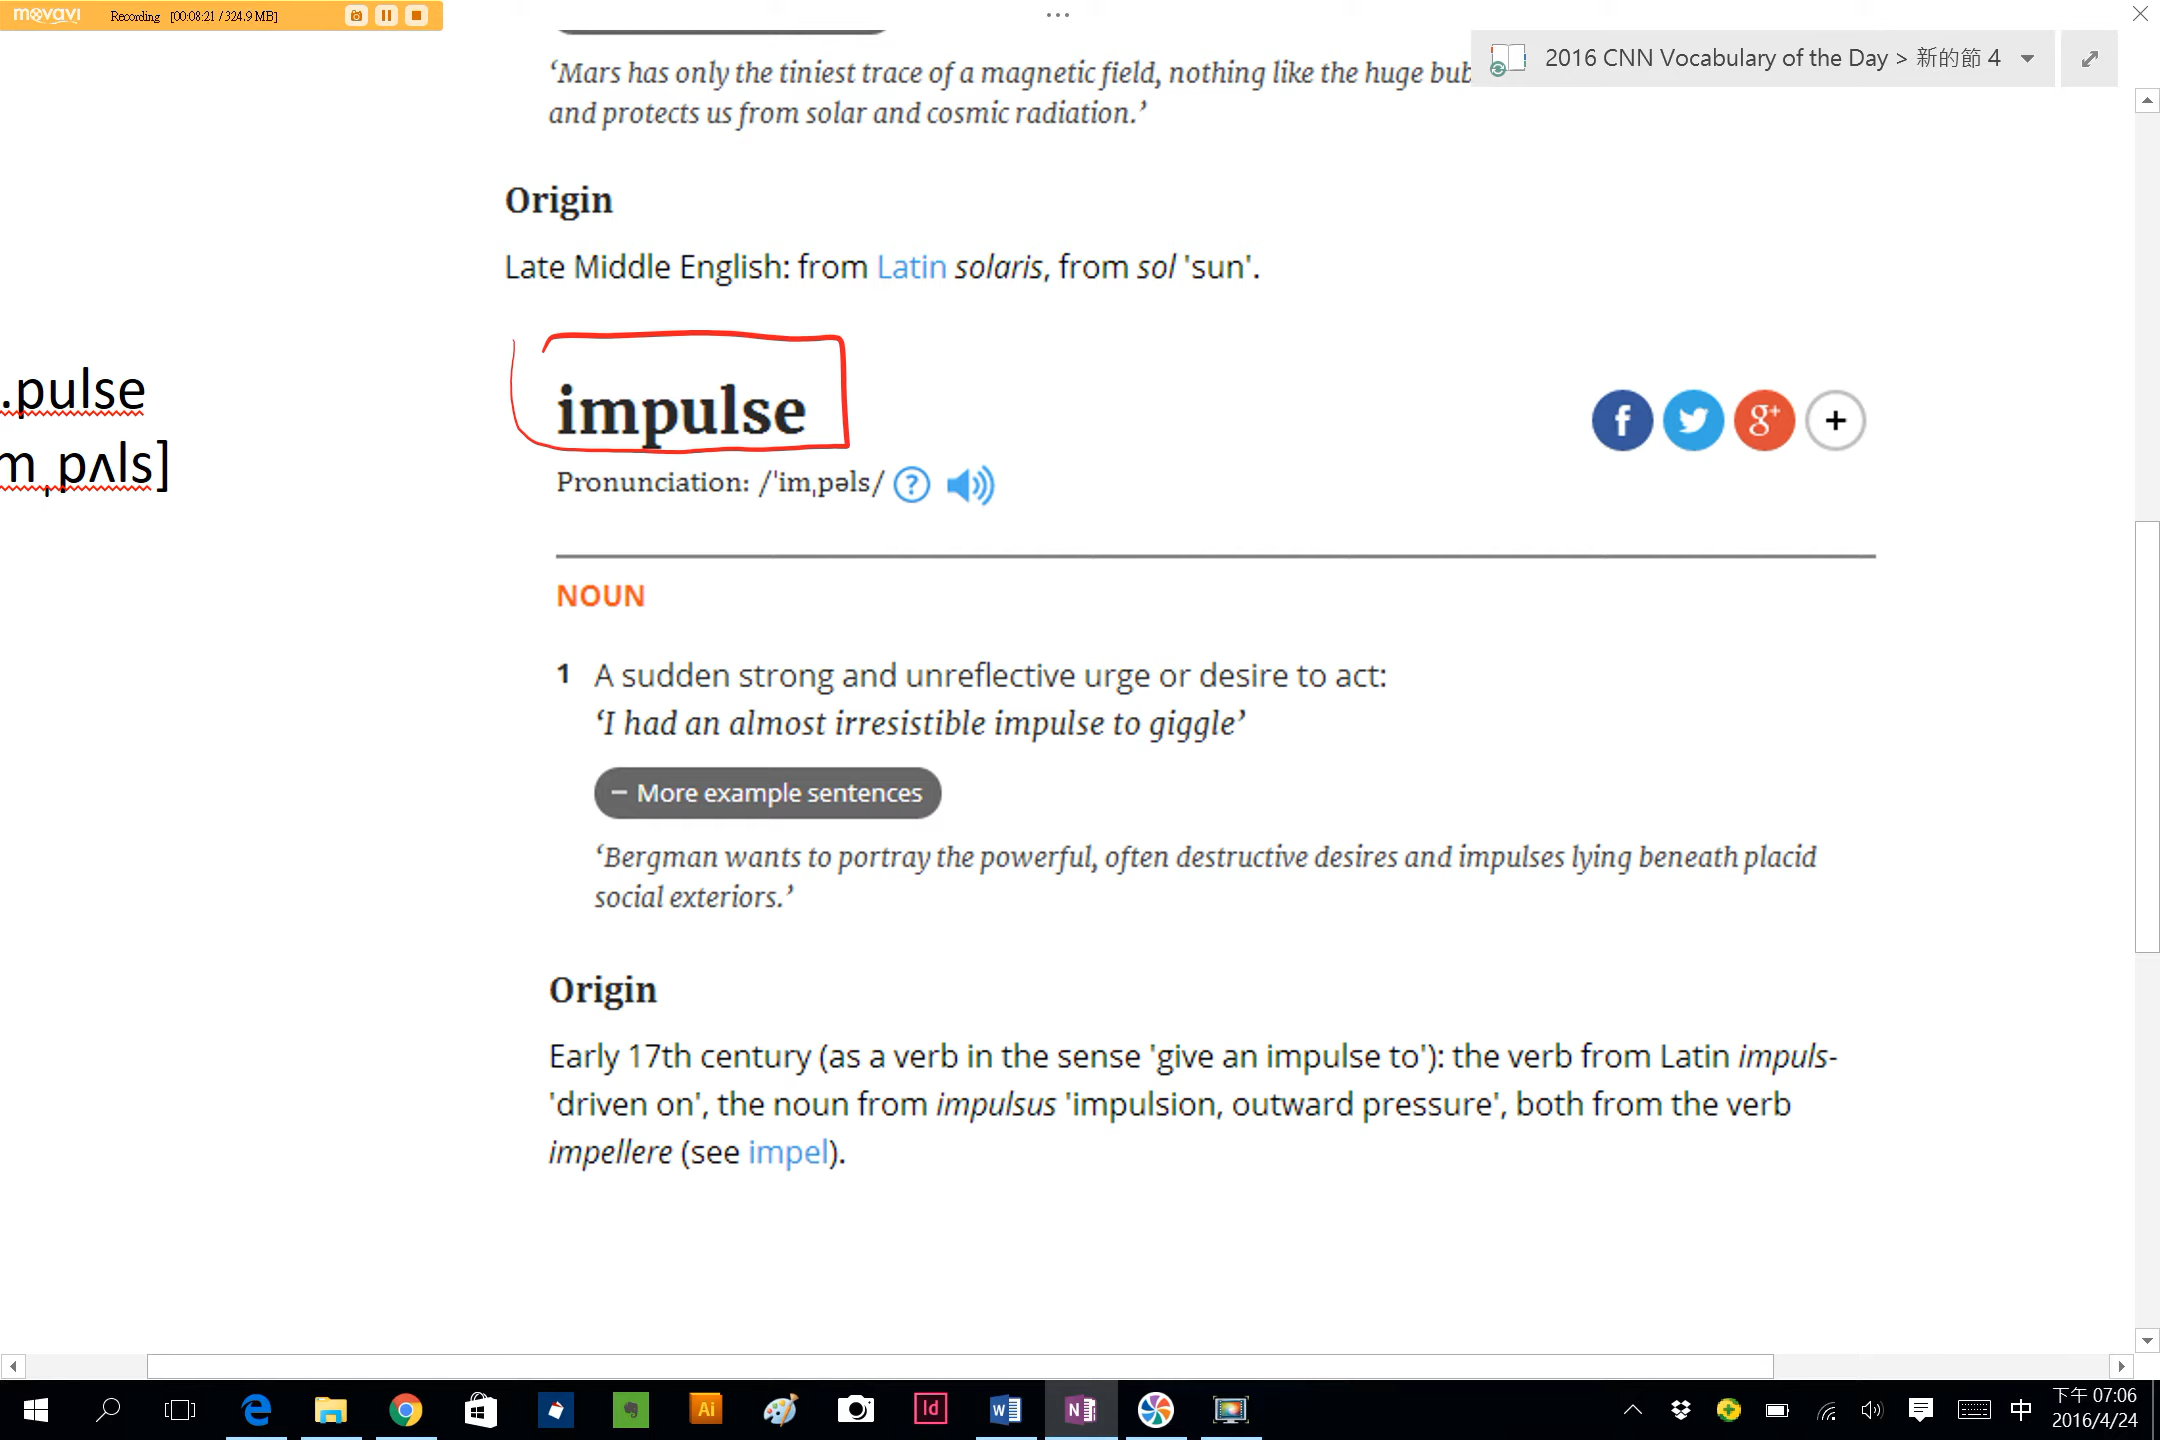 movavi Recording [00:08:21 / 324.9 MB]
2016 CNN Vocabulary of the Day > 新的節 4
‘Mars has only the tiniest trace of a magnetic field, nothing like the huge bub
and protects us from solar and cosmic radiation.’
Origin
Late Middle English: from Latin solaris, from sol 'sun'.
.pulse
m͵pʌls]
impulse
f g+ +
Pronunciation: /ˈimˌpəls/ ?
NOUN
1 A sudden strong and unreflective urge or desire to act:
‘I had an almost irresistible impulse to giggle’
– More example sentences
‘Bergman wants to portray the powerful, often destructive desires and impulses lying beneath placid
social exteriors.’
Origin
Early 17th century (as a verb in the sense 'give an impulse to'): the verb from Latin impuls-
'driven on', the noun from impulsus 'impulsion, outward pressure', both from the verb
impellere (see impel).
Ai Id W N 中 下午 07:06
2016/4/24